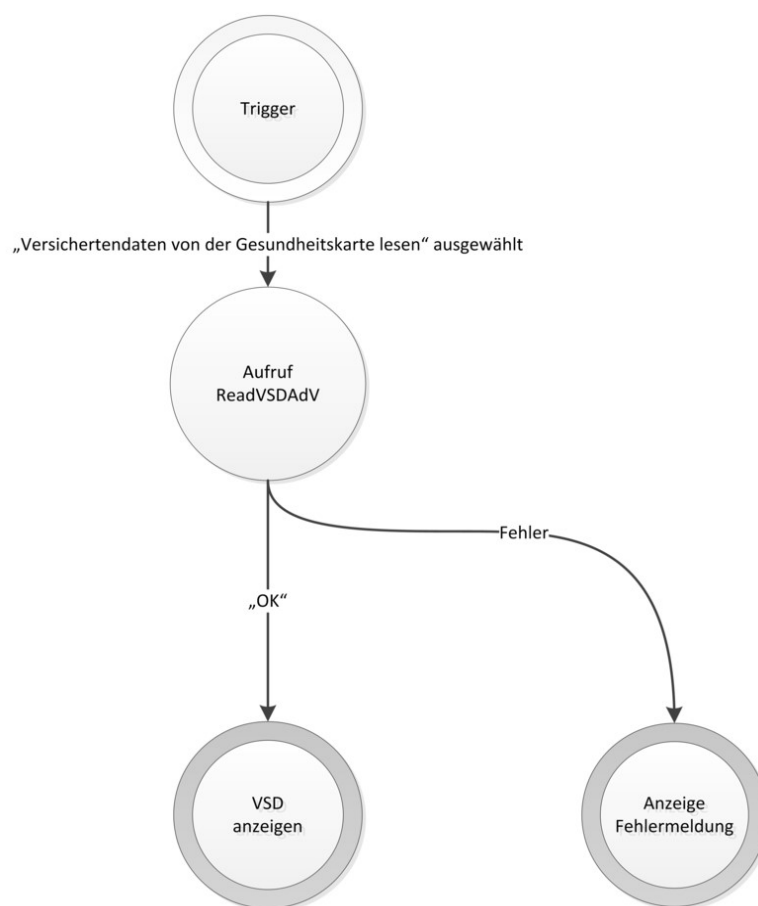 Trigger
„Versichertendaten von der Gesundheitskarte lesen“ ausgewählt
Aufruf
ReadVSDAdV
Fehler
„OK“
VSD
anzeigen
Anzeige
Fehlermeldung